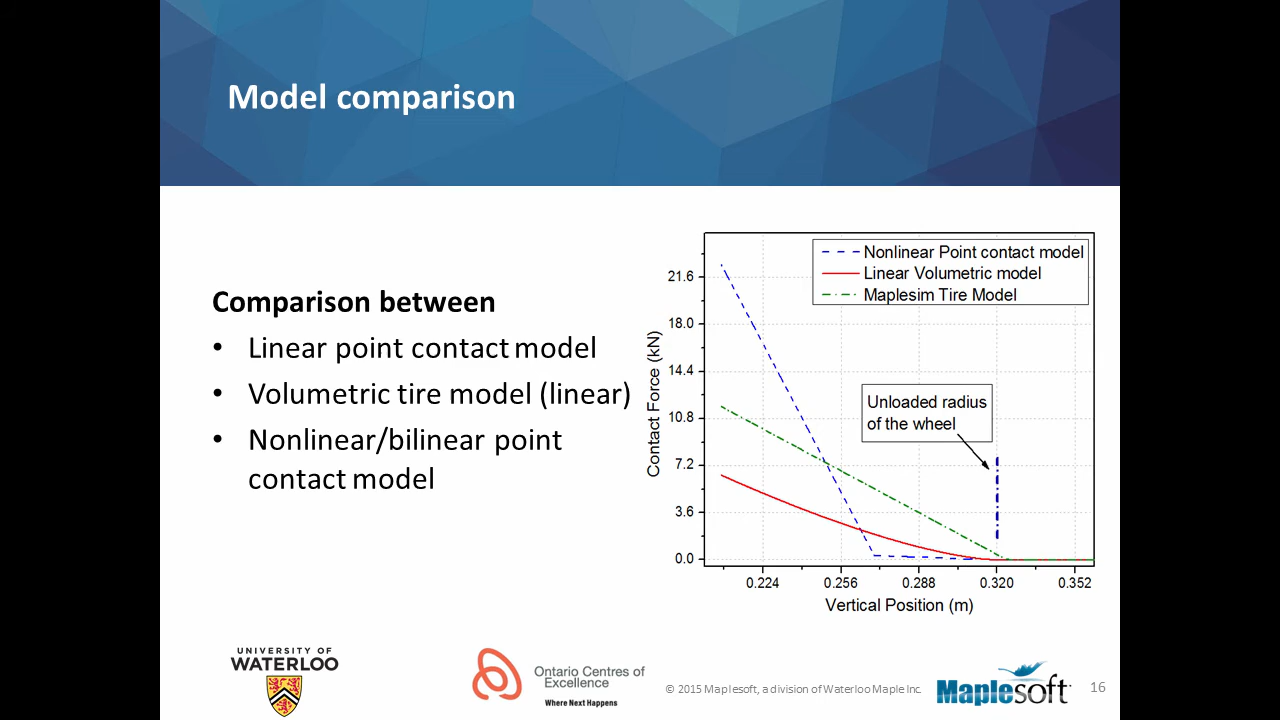 Model comparison
Comparison between
• Linear point contact model
• Volumetric tire model (linear)
• Nonlinear/bilinear point
contact model
Nonlinear Point contact model
Linear Volumetric model
Maplesim Tire Model
Contact Force (kN)
21.6
18.0
14.4
10.8
7.2
3.6
0.0
Unloaded radius
of the wheel
0.224 0.256 0.288 0.320 0.352
Vertical Position (m)
UNIVERSITY OF
WATERLOO
Ontario Centres of
Excellence
Where Next Happens
© 2015 Maplesoft, a division of Waterloo Maple Inc.
Maplesoft
16